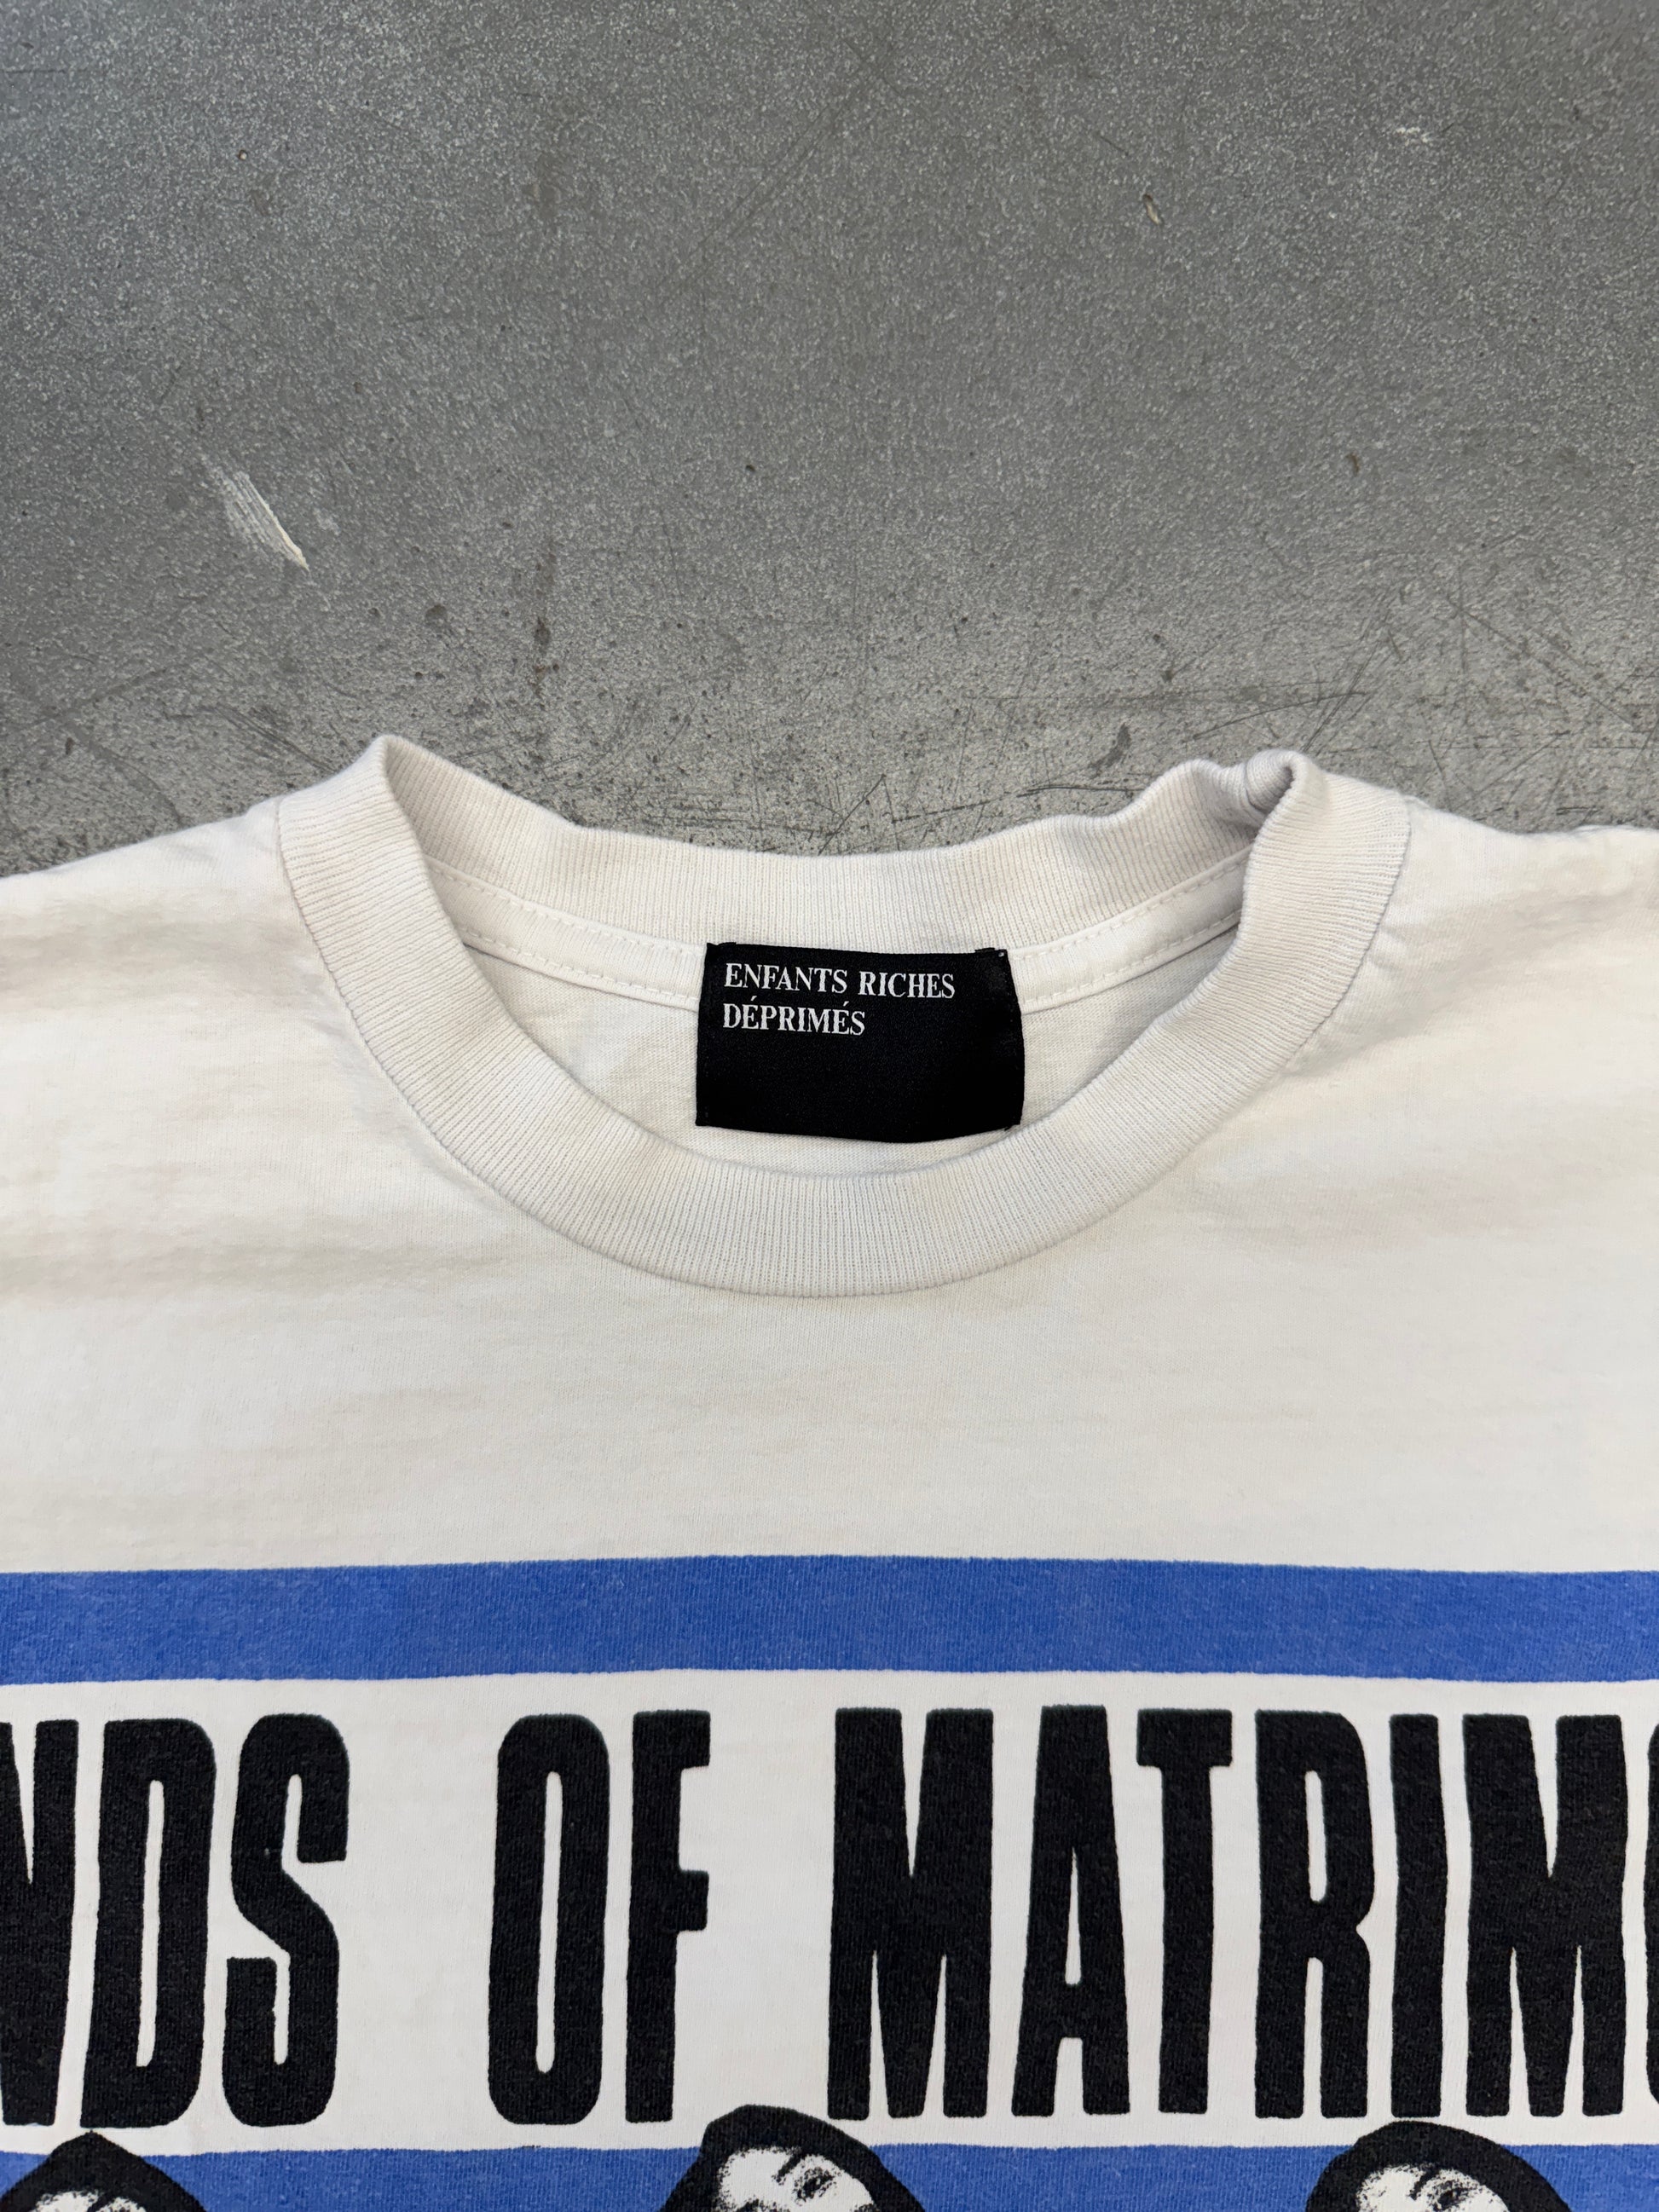 ENFANTS RICHES
DÉPRIMÉS
NDS OF MATRIM